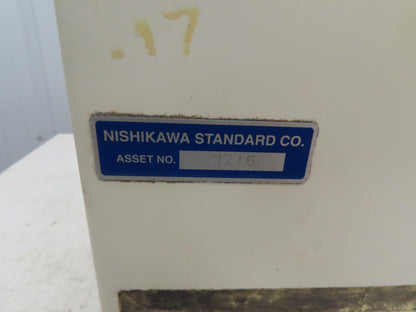 .17
NISHIKAWA STANDARD CO.
ASSET NO. 3716